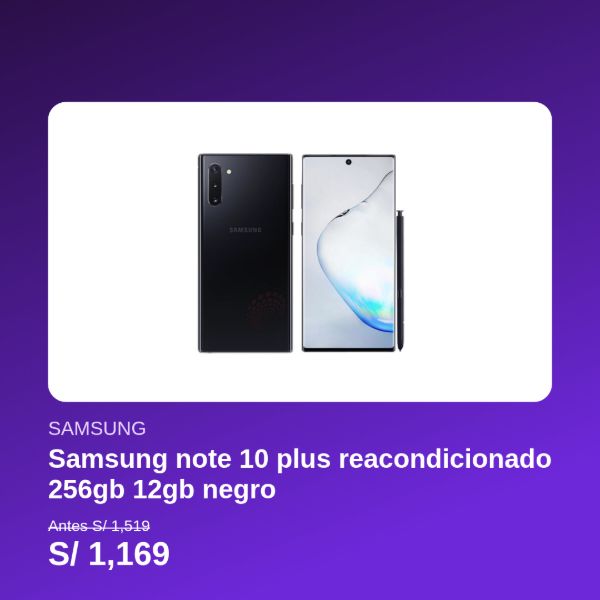 SAMSUNG
SAMSUNG
Samsung note 10 plus reacondicionado
256gb 12gb negro
Antes S/ 1,519
S/ 1,169